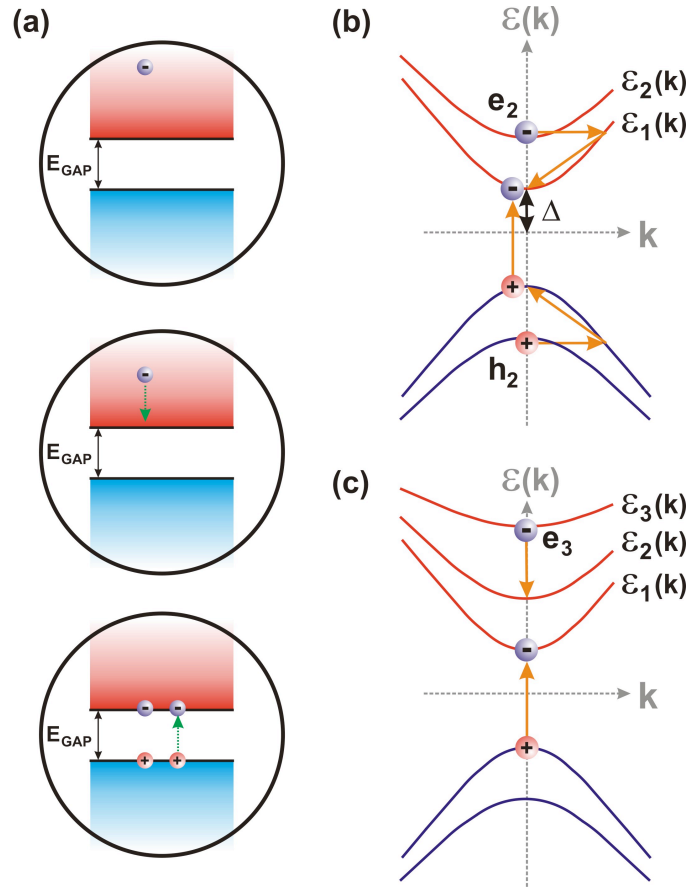 (a)
-
E_GAP
-
E_GAP
- -
E_GAP
+ +
(b)
ε(k)
e₂
-
ε₂(k)
ε₁(k)
-
Δ
k
+
+
h₂
(c)
ε(k)
-
e₃
ε₃(k)
ε₂(k)
ε₁(k)
-
k
+